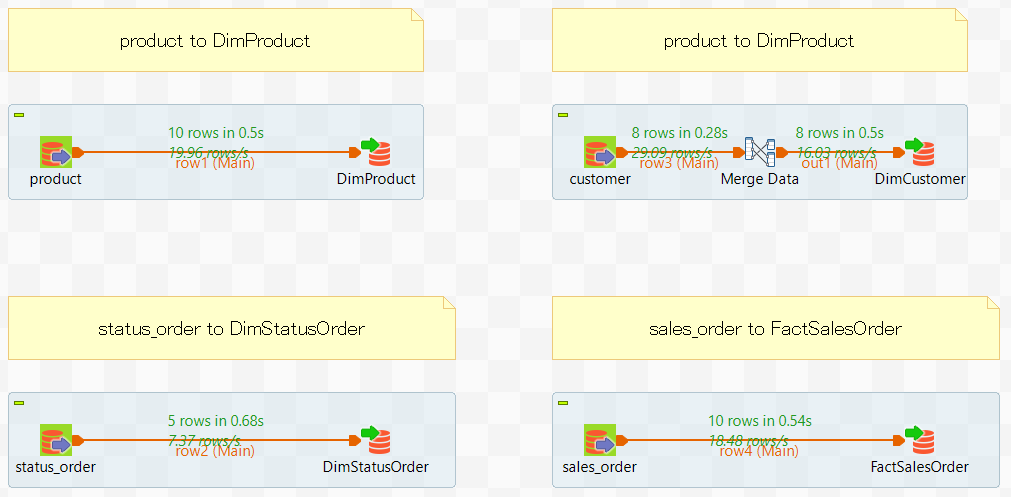 product to DimProduct
10 rows in 0.5s
19.96 rows/s
row1 (Main)
product
DimProduct
product to DimProduct
8 rows in 0.28s
29.09 rows/s
row3 (Main)
8 rows in 0.5s
16.03 rows/s
out1 (Main)
customer
Merge Data
DimCustomer
status_order to DimStatusOrder
5 rows in 0.68s
7.37 rows/s
row2 (Main)
status_order
DimStatusOrder
sales_order to FactSalesOrder
10 rows in 0.54s
18.48 rows/s
row4 (Main)
sales_order
FactSalesOrder